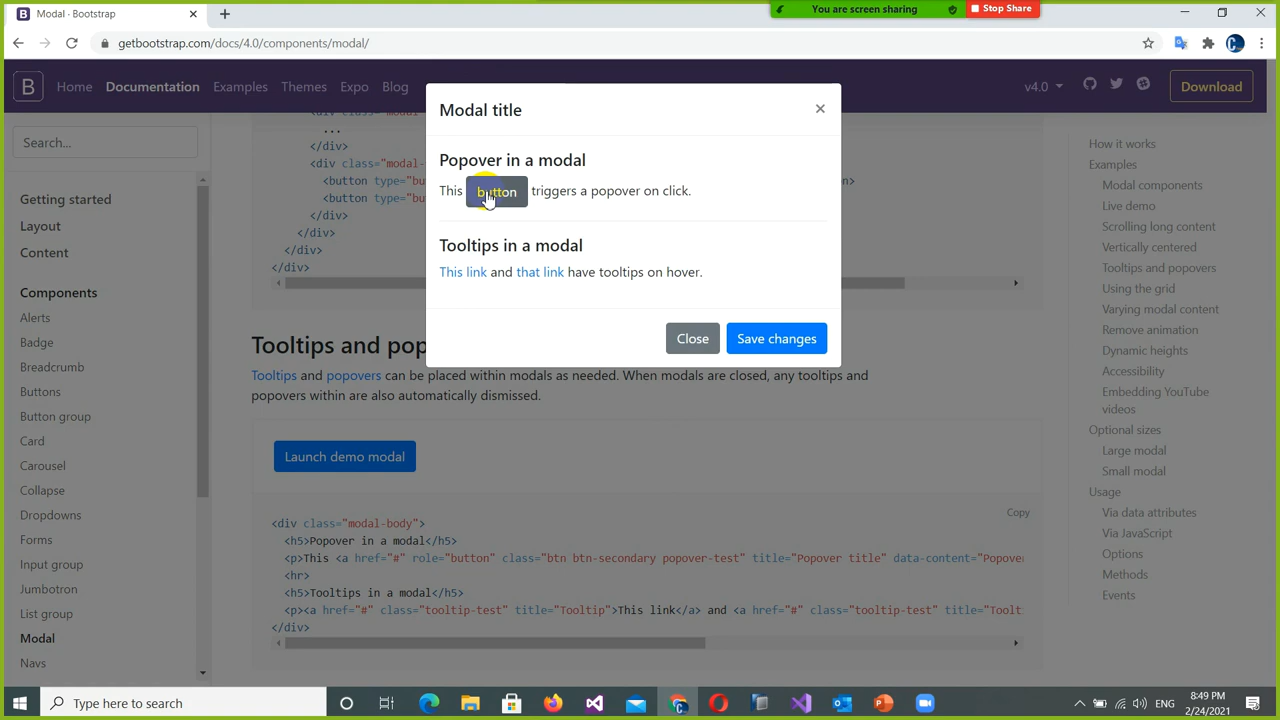 Modal · Bootstrap
You are screen sharing
Stop Share
getbootstrap.com/docs/4.0/components/modal/
B
Home
Documentation
Examples
Themes
Expo
Blog
v4.0
Download
Search...
Getting started
Layout
Content
Components
Alerts
Badge
Breadcrumb
Buttons
Button group
Card
Carousel
Collapse
Dropdowns
Forms
Input group
Jumbotron
List group
Modal
Navs
...
</div>
<div class="modal-
<button type="bu
<button type="bu
on>
</div>
</div>
</div>
</div>
Modal title
×
Popover in a modal
This button triggers a popover on click.
Tooltips in a modal
This link and that link have tooltips on hover.
Close
Save changes
Tooltips and pop
Tooltips and popovers can be placed within modals as needed. When modals are closed, any tooltips and
popovers within are also automatically dismissed.
Launch demo modal
Copy
<div class="modal-body">
<h5>Popover in a modal</h5>
<p>This <a href="#" role="button" class="btn btn-secondary popover-test" title="Popover title" data-content="Popove
<hr>
<h5>Tooltips in a modal</h5>
<p><a href="#" class="tooltip-test" title="Tooltip">This link</a> and <a href="#" class="tooltip-test" title="Toolt
</div>
How it works
Examples
Modal components
Live demo
Scrolling long content
Vertically centered
Tooltips and popovers
Using the grid
Varying modal content
Remove animation
Dynamic heights
Accessibility
Embedding YouTube
videos
Optional sizes
Large modal
Small modal
Usage
Via data attributes
Via JavaScript
Options
Methods
Events
Type here to search
ENG
8:49 PM
2/24/2021